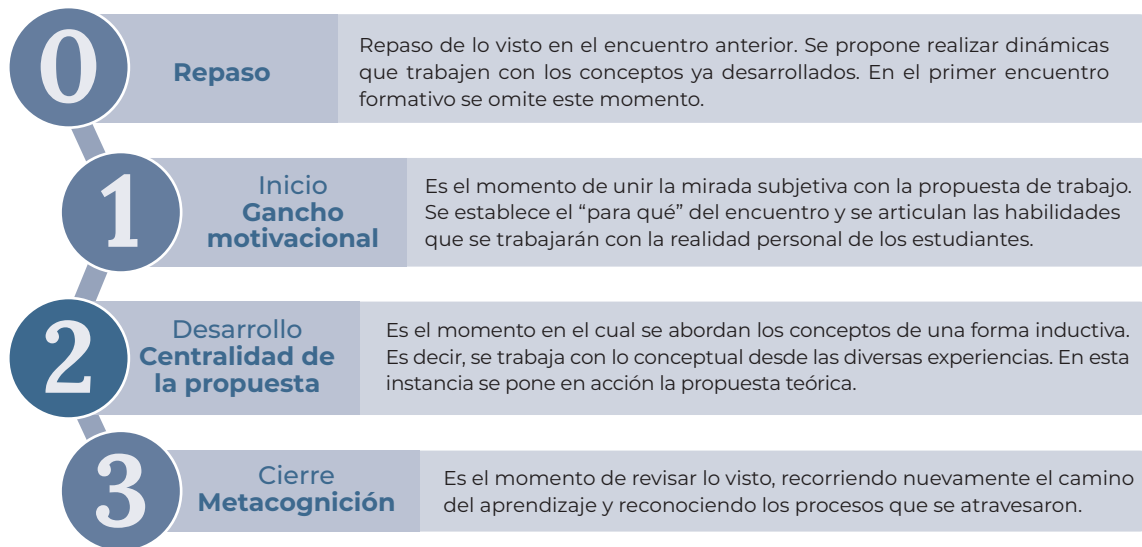 0
Repaso
Repaso de lo visto en el encuentro anterior. Se propone realizar dinámicas
que trabajen con los conceptos ya desarrollados. En el primer encuentro
formativo se omite este momento.
1
Inicio
Gancho
motivacional
Es el momento de unir la mirada subjetiva con la propuesta de trabajo.
Se establece el “para qué” del encuentro y se articulan las habilidades
que se trabajarán con la realidad personal de los estudiantes.
2
Desarrollo
Centralidad de
la propuesta
Es el momento en el cual se abordan los conceptos de una forma inductiva.
Es decir, se trabaja con lo conceptual desde las diversas experiencias. En esta
instancia se pone en acción la propuesta teórica.
3
Cierre
Metacognición
Es el momento de revisar lo visto, recorriendo nuevamente el camino
del aprendizaje y reconociendo los procesos que se atravesaron.